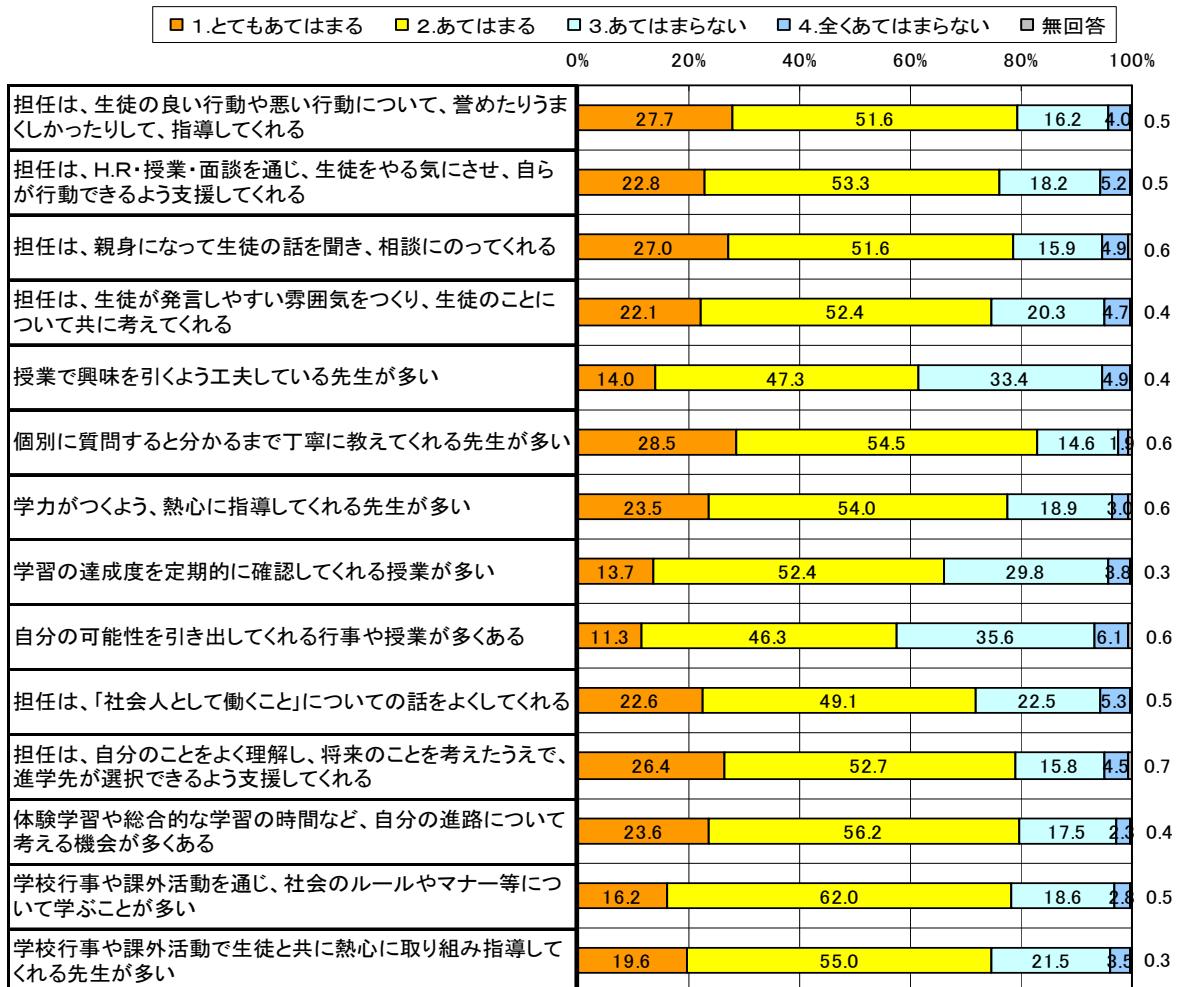 1.とてもあてはまる 2.あてはまる 3.あてはまらない 4.全くあてはまらない 無回答
0% 20% 40% 60% 80% 100%
担任は、生徒の良い行動や悪い行動について、誉めたりうま
くしかったりして、指導してくれる
27.7 51.6 16.2 4.0 0.5
担任は、H.R・授業・面談を通じ、生徒をやる気にさせ、自ら
が行動できるよう支援してくれる
22.8 53.3 18.2 5.2 0.5
担任は、親身になって生徒の話を聞き、相談にのってくれる
27.0 51.6 15.9 4.9 0.6
担任は、生徒が発言しやすい雰囲気をつくり、生徒のことに
ついて共に考えてくれる
22.1 52.4 20.3 4.7 0.4
授業で興味を引くよう工夫している先生が多い
14.0 47.3 33.4 4.9 0.4
個別に質問すると分かるまで丁寧に教えてくれる先生が多い
28.5 54.5 14.6 1.9 0.6
学力がつくよう、熱心に指導してくれる先生が多い
23.5 54.0 18.9 3.0 0.6
学習の達成度を定期的に確認してくれる授業が多い
13.7 52.4 29.8 3.8 0.3
自分の可能性を引き出してくれる行事や授業が多くある
11.3 46.3 35.6 6.1 0.6
担任は、「社会人として働くこと」についての話をよくしてくれる
22.6 49.1 22.5 5.3 0.5
担任は、自分のことをよく理解し、将来のことを考えたうえで、
進学先が選択できるよう支援してくれる
26.4 52.7 15.8 4.5 0.7
体験学習や総合的な学習の時間など、自分の進路について
考える機会が多くある
23.6 56.2 17.5 2.3 0.4
学校行事や課外活動を通じ、社会のルールやマナー等につ
いて学ぶことが多い
16.2 62.0 18.6 2.8 0.5
学校行事や課外活動で生徒と共に熱心に取り組み指導して
くれる先生が多い
19.6 55.0 21.5 3.5 0.3